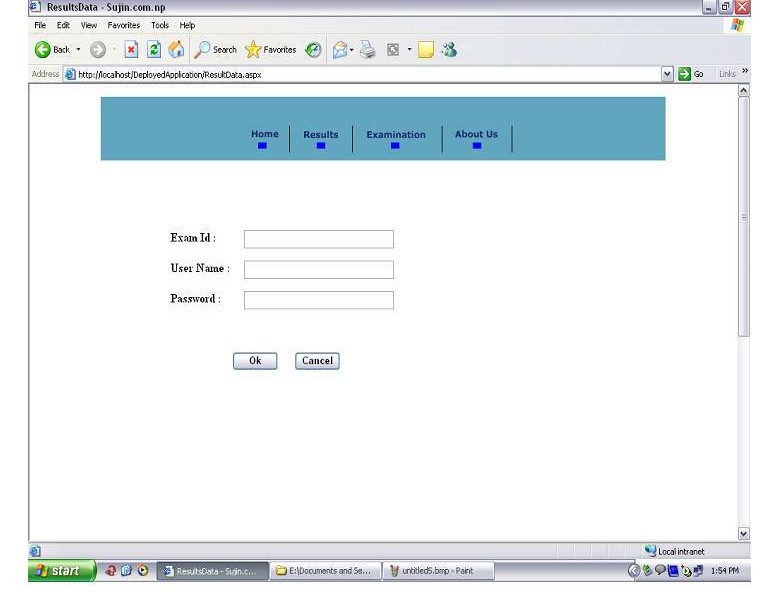 ResultsData - Sujin.com.np
File Edit View Favorites Tools Help
Back Search Favorites
Address http://localhost/DeployedApplication/ResultData.aspx Go Links »
Home Results Examination About Us
Exam Id :
User Name :
Password :
Ok Cancel
Local intranet
start ResultsData - Sujin.c... E:\Documents and Se... untitled5.bmp - Paint 1:54 PM